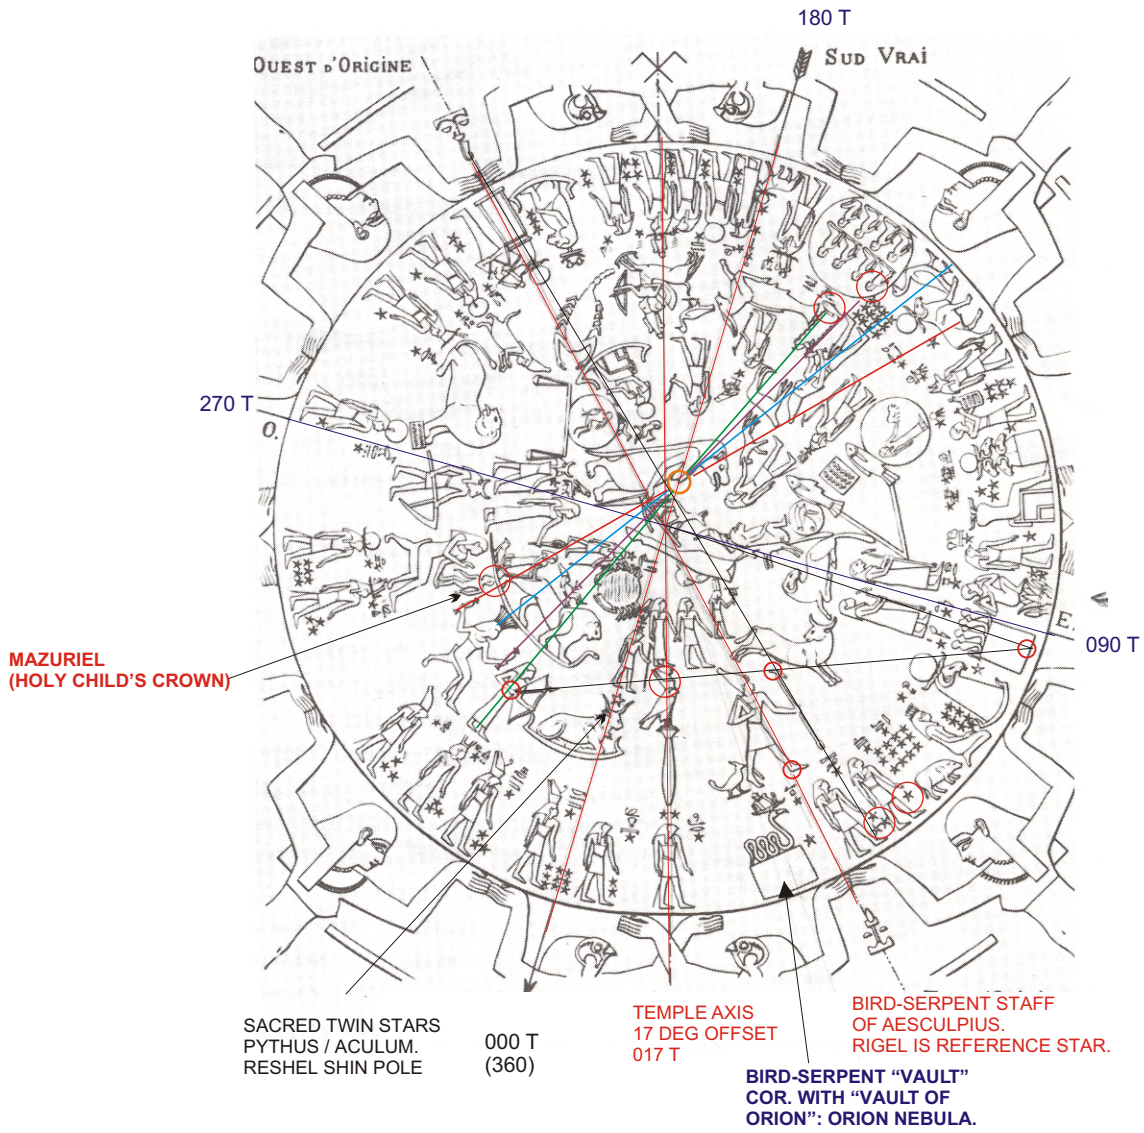 180 T
OUEST D'ORIGINE
SUD VRAI
270 T
O.
E.
090 T
MAZURIEL
(HOLY CHILD'S CROWN)
SACRED TWIN STARS
PYTHUS / ACULUM.
RESHEL SHIN POLE
000 T
(360)
TEMPLE AXIS
17 DEG OFFSET
017 T
BIRD-SERPENT STAFF
OF AESCULPIUS.
RIGEL IS REFERENCE STAR.
BIRD-SERPENT “VAULT”
COR. WITH “VAULT OF
ORION”: ORION NEBULA.